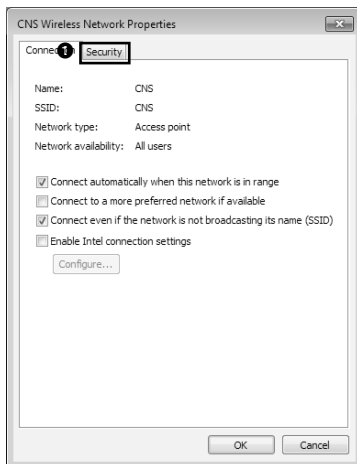 CNS Wireless Network Properties
Connection 1 Security
Name: CNS
SSID: CNS
Network type: Access point
Network availability: All users
Connect automatically when this network is in range
Connect to a more preferred network if available
Connect even if the network is not broadcasting its name (SSID)
Enable Intel connection settings
Configure...
OK Cancel